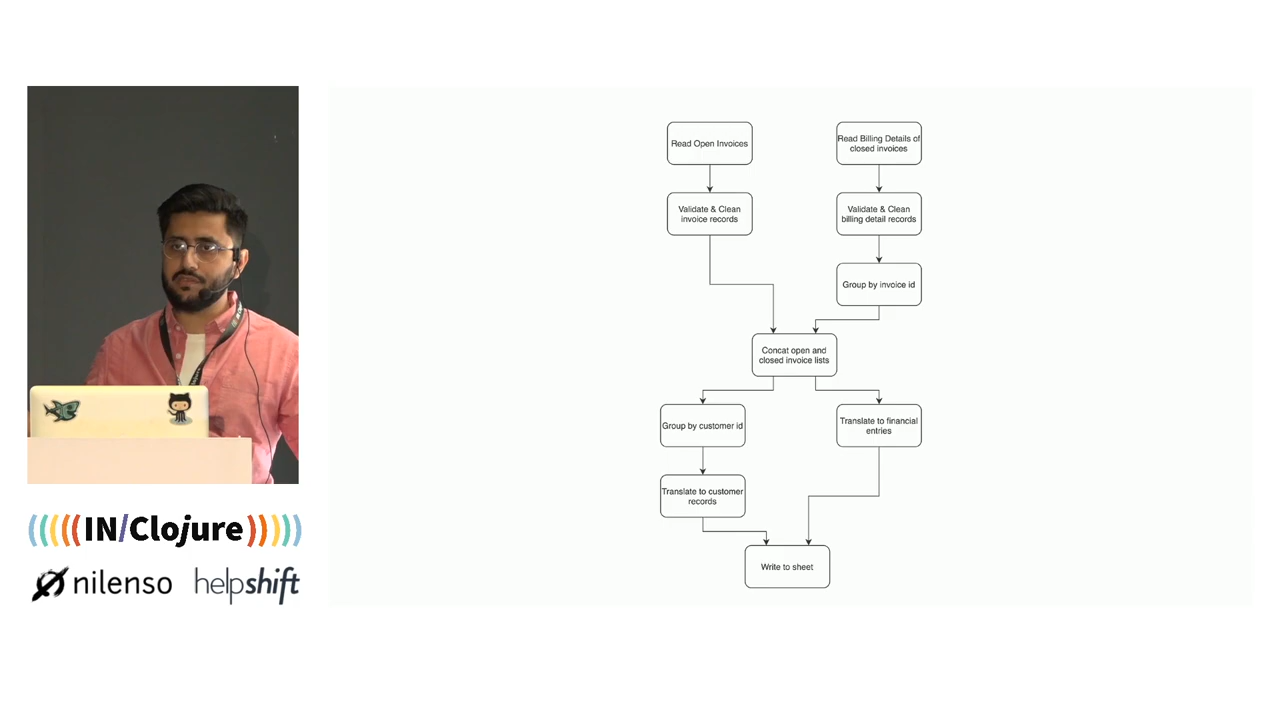 Read Open Invoices
Read Billing Details of
closed invoices
Validate & Clean
invoice records
Validate & Clean
billing detail records
Group by invoice id
Concat open and
closed invoice lists
Group by customer id
Translate to financial
entries
Translate to customer
records
Write to sheet
((((( IN/Clojure )))))
nilenso
helpshift